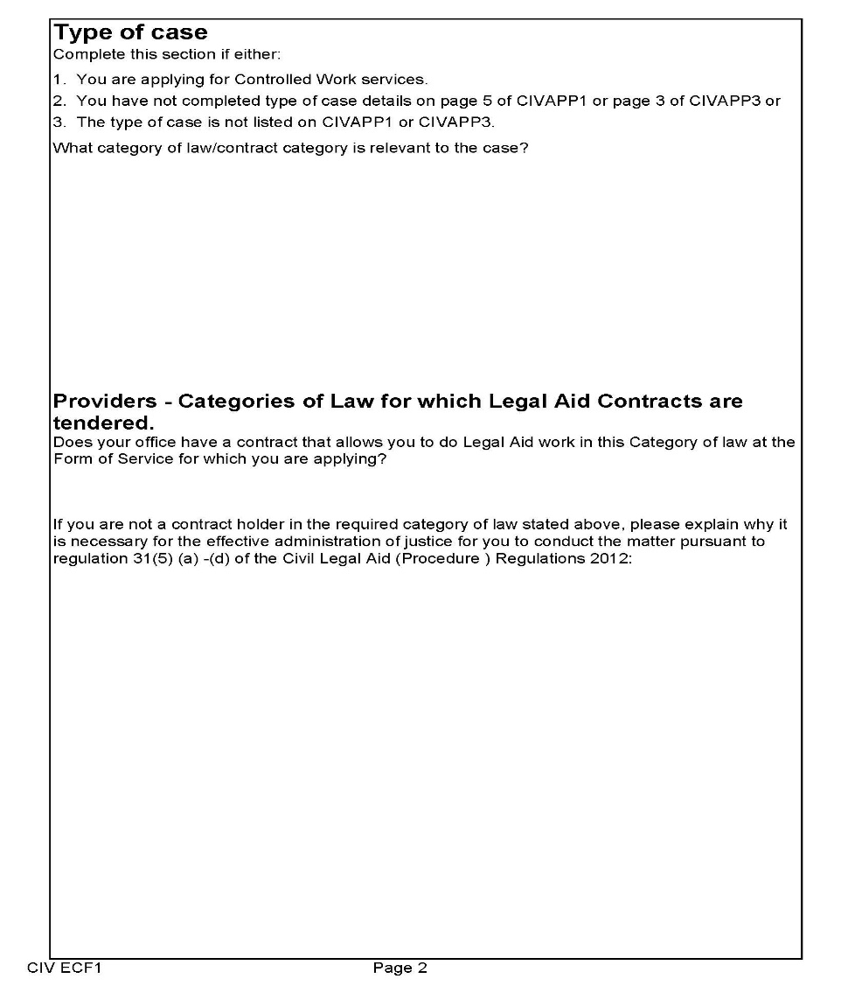 Type of case
Complete this section if either:
1. You are applying for Controlled Work services.
2. You have not completed type of case details on page 5 of CIVAPP1 or page 3 of CIVAPP3 or
3. The type of case is not listed on CIVAPP1 or CIVAPP3.
What category of law/contract category is relevant to the case?
Providers - Categories of Law for which Legal Aid Contracts are
tendered.
Does your office have a contract that allows you to do Legal Aid work in this Category of law at the
Form of Service for which you are applying?
If you are not a contract holder in the required category of law stated above, please explain why it
is necessary for the effective administration of justice for you to conduct the matter pursuant to
regulation 31(5) (a) -(d) of the Civil Legal Aid (Procedure ) Regulations 2012:
CIV ECF1 Page 2